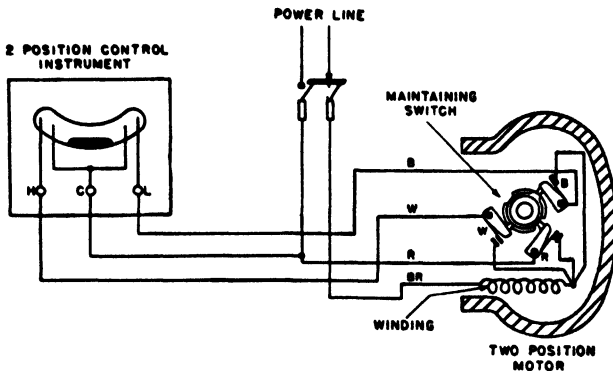 POWER LINE
2 POSITION CONTROL
INSTRUMENT
MAINTAINING
SWITCH
H
C
L
B
W
R
BR
B
W
R
WINDING
TWO POSITION
MOTOR